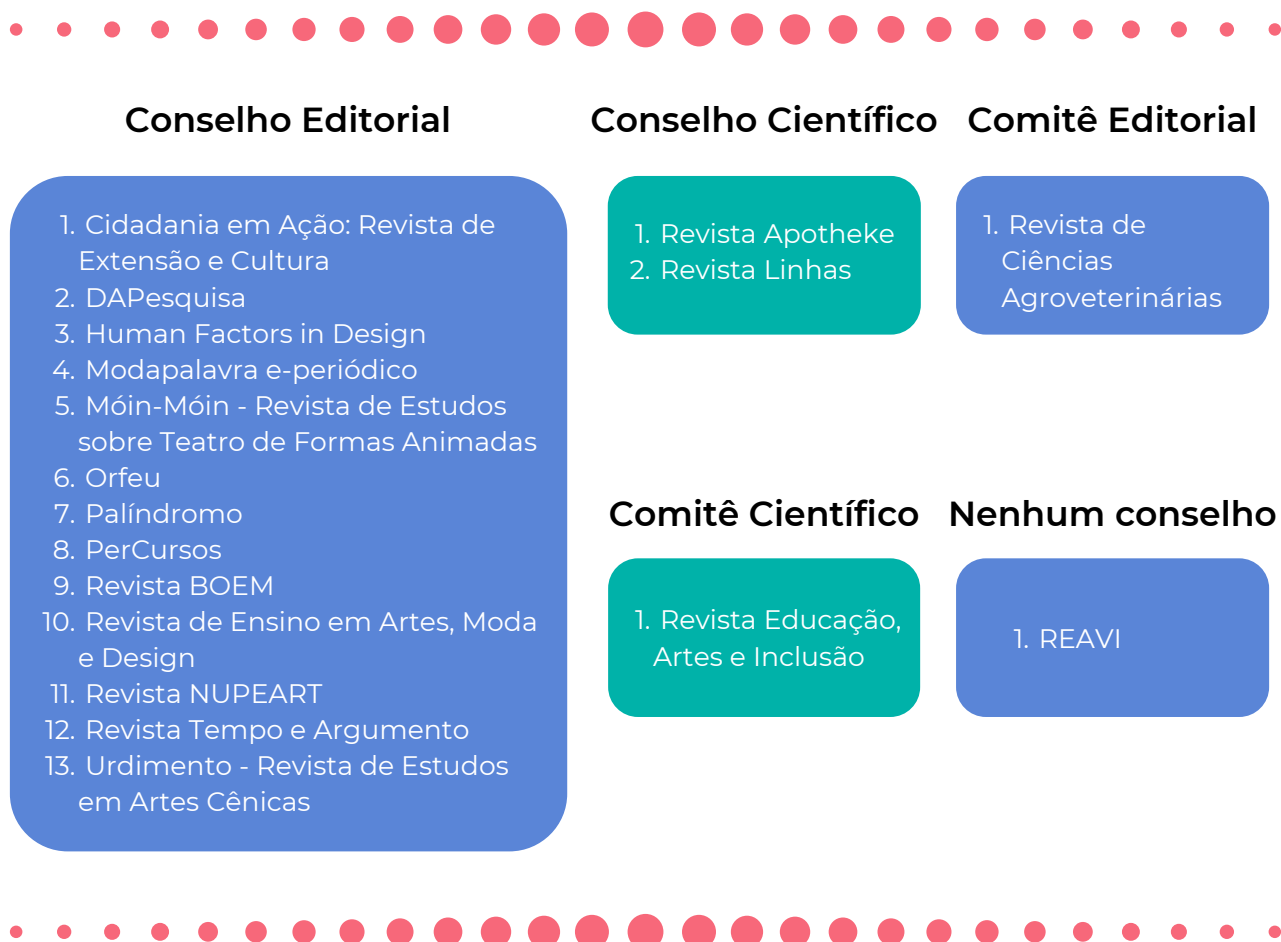 Conselho Editorial
1. Cidadania em Ação: Revista de
Extensão e Cultura
2. DAPesquisa
3. Human Factors in Design
4. Modapalavra e-periódico
5. Móin-Móin - Revista de Estudos
sobre Teatro de Formas Animadas
6. Orfeu
7. Palíndromo
8. PerCursos
9. Revista BOEM
10. Revista de Ensino em Artes, Moda
e Design
11. Revista NUPEART
12. Revista Tempo e Argumento
13. Urdimento - Revista de Estudos
em Artes Cênicas
Conselho Científico
1. Revista Apotheke
2. Revista Linhas
Comitê Editorial
1. Revista de
Ciências
Agroveterinárias
Comitê Científico
1. Revista Educação,
Artes e Inclusão
Nenhum conselho
1. REAVI